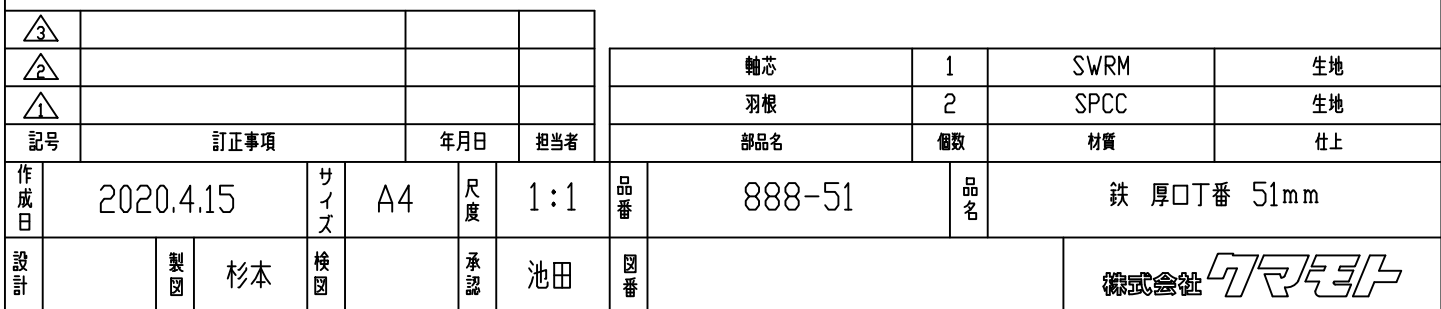 3
2
1
記号 訂正事項 年月日 担当者
軸芯 1 SWRM 生地
羽根 2 SPCC 生地
部品名 個数 材質 仕上
作成日 2020.4.15 サイズ A4 尺度 1:1 品番 888-51 品名 鉄 厚口丁番 51mm
設計 製図 杉本 検図 承認 池田 図番 株式会社クマモト